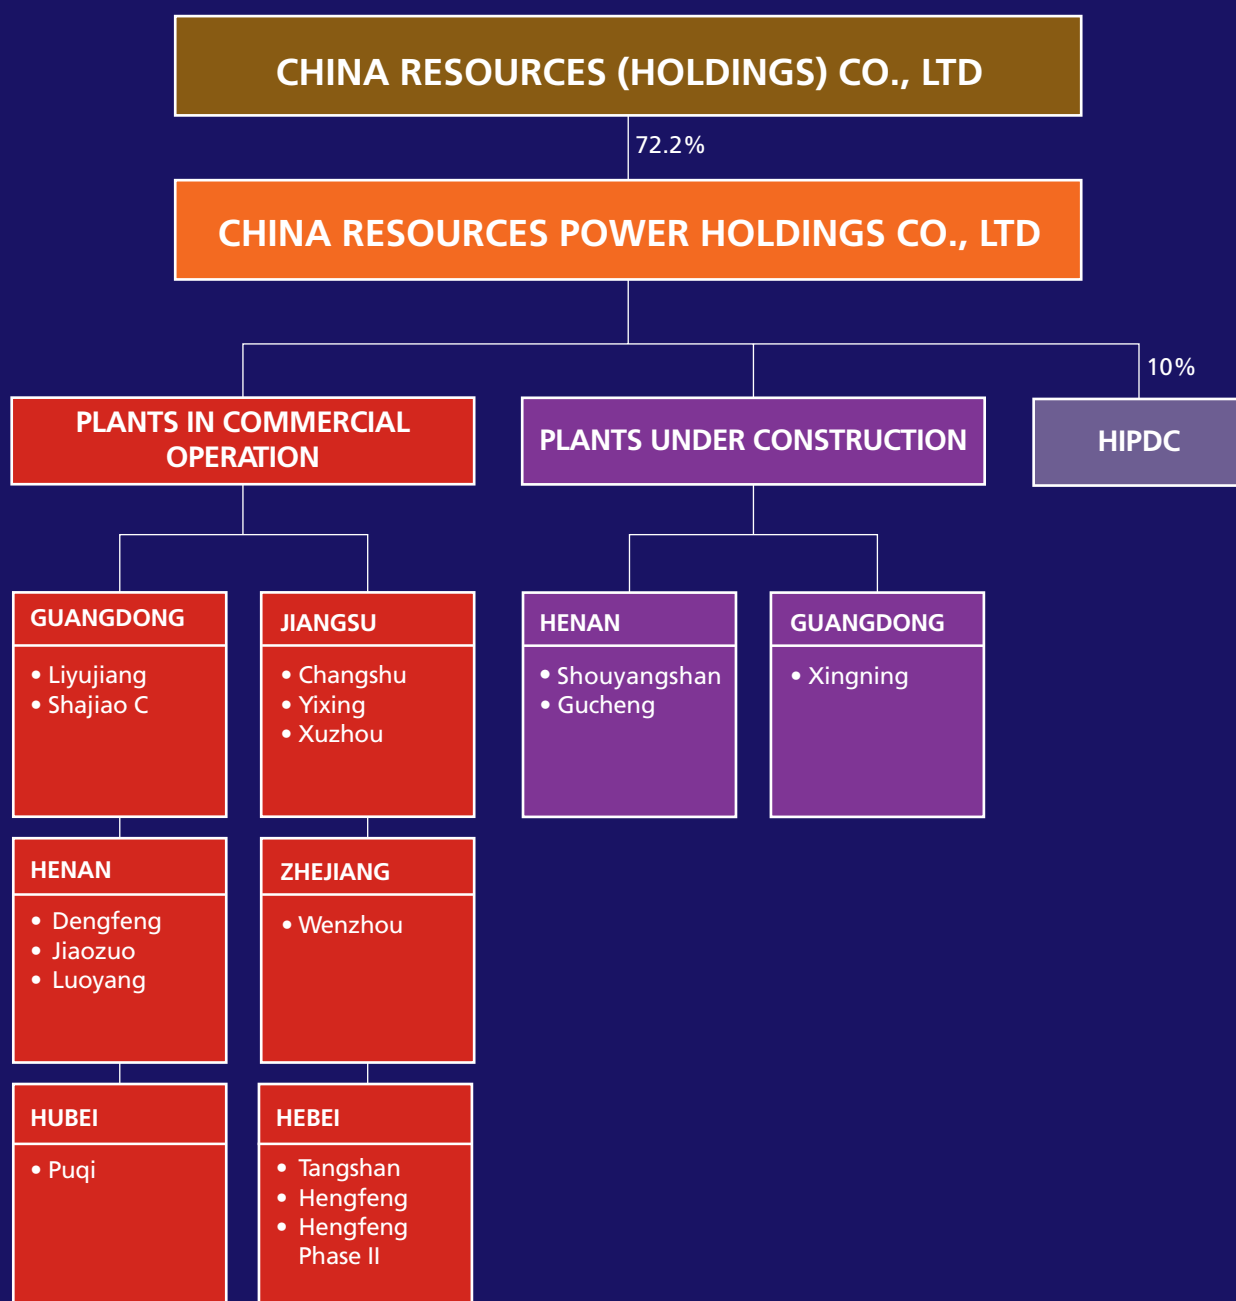 CHINA RESOURCES (HOLDINGS) CO., LTD
72.2%
CHINA RESOURCES POWER HOLDINGS CO., LTD
10%
PLANTS IN COMMERCIAL
OPERATION
PLANTS UNDER CONSTRUCTION
HIPDC
GUANGDONG
• Liyujiang
• Shajiao C
JIANGSU
• Changshu
• Yixing
• Xuzhou
HENAN
• Shouyangshan
• Gucheng
GUANGDONG
• Xingning
HENAN
• Dengfeng
• Jiaozuo
• Luoyang
ZHEJIANG
• Wenzhou
HUBEI
• Puqi
HEBEI
• Tangshan
• Hengfeng
• Hengfeng
Phase II